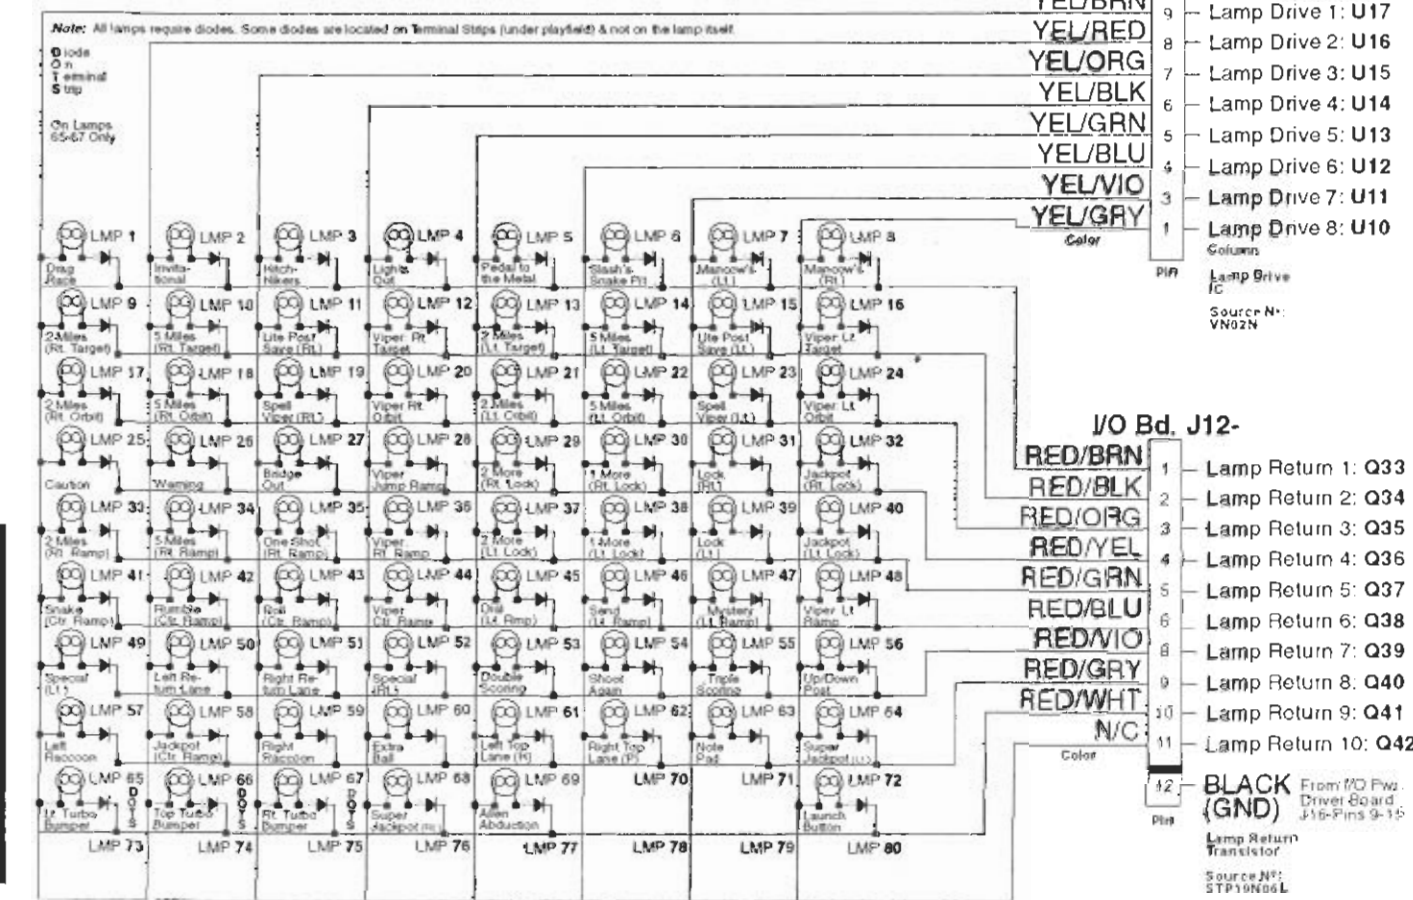 YEL/BRN 9 Lamp Drive 1: U17
Note: All lamps require diodes. Some diodes are located on Terminal Strips (under playfield) & not on the lamp itself.
YEL/RED 8 Lamp Drive 2: U16
Diode
On
Terminal
Strip
YEL/ORG 7 Lamp Drive 3: U15
YEL/BLK 6 Lamp Drive 4: U14
On Lamps
65-67 Only
YEL/GRN 5 Lamp Drive 5: U13
YEL/BLU 4 Lamp Drive 6: U12
YEL/VIO 3 Lamp Drive 7: U11
YEL/GRY 1 Lamp Drive 8: U10
Color
Column
Pin
Lamp Drive
IC
Source Nº:
VN02N
LMP 1 LMP 2 LMP 3 LMP 4 LMP 5 LMP 6 LMP 7 LMP 8
Drag Invita- Hitch- Lights Pedal to Slash's Mancow's Mancow's
Race tional Hikers Out the Metal Snake Pit (Lt.) (Rt.)
LMP 9 LMP 10 LMP 11 LMP 12 LMP 13 LMP 14 LMP 15 LMP 16
2 Miles 5 Miles Lite Post Viper Rt. 2 Miles 5 Miles Lite Post Viper Lt.
(Rt. Target) (Rt. Target) Save (Rt.) Target (Lt. Target) (Lt. Target) Save (Lt.) Target
LMP 17 LMP 18 LMP 19 LMP 20 LMP 21 LMP 22 LMP 23 LMP 24
2 Miles 5 Miles Spell Viper Rt. 2 Miles 5 Miles Spell Viper Lt.
(Rt. Orbit) (Rt. Orbit) Viper (Rt.) Orbit (Lt. Orbit) (Lt. Orbit) Viper (Lt.) Orbit
I/O Bd. J12-
LMP 25 LMP 26 LMP 27 LMP 28 LMP 29 LMP 30 LMP 31 LMP 32
Caution Warning Bridge Viper 2 More 1 More Lock Jackpot
Out Jump Ramp (Rt. Lock) (Rt. Lock) (Rt.) (Rt. Lock)
RED/BRN 1 Lamp Return 1: Q33
RED/BLK 2 Lamp Return 2: Q34
RED/ORG 3 Lamp Return 3: Q35
RED/YEL 4 Lamp Return 4: Q36
RED/GRN 5 Lamp Return 5: Q37
RED/BLU 6 Lamp Return 6: Q38
RED/VIO 8 Lamp Return 7: Q39
RED/GRY 9 Lamp Return 8: Q40
RED/WHT 10 Lamp Return 9: Q41
N/C 11 Lamp Return 10: Q42
Color
LMP 33 LMP 34 LMP 35 LMP 36 LMP 37 LMP 38 LMP 39 LMP 40
2 Miles 5 Miles One Shot Viper 2 More 1 More Lock Jackpot
(Rt. Ramp) (Rt. Ramp) (Rt. Ramp) Rt. Ramp (Lt. Lock) (Lt. Lock) (Lt.) (Lt. Lock)
LMP 41 LMP 42 LMP 43 LMP 44 LMP 45 LMP 46 LMP 47 LMP 48
Snake Rumble Roll Viper Dial Send Mystery Viper Lt.
(Ctr. Ramp) (Ctr. Ramp) (Ctr. Ramp) Ctr. Ramp (Lt. Rmp) (Lt. Ramp) (Lt. Ramp) Ramp
LMP 49 LMP 50 LMP 51 LMP 52 LMP 53 LMP 54 LMP 55 LMP 56
Special Left Re- Right Re- Special Double Shoot Triple Up/Down
(Lt.) turn Lane turn Lane (Rt.) Scoring Again Scoring Post
LMP 57 LMP 58 LMP 59 LMP 60 LMP 61 LMP 62 LMP 63 LMP 64
Left Jackpot Right Extra Left Top Right Top Note Super
Raccoon (Ctr. Ramp) Raccoon Ball Lane (R) Lane (P) Pad Jackpot (Lt.)
LMP 65 LMP 66 LMP 67 LMP 68 LMP 69 LMP 70 LMP 71 LMP 72
DOTS DOTS DOTS
Lt. Turbo Top Turbo Rt. Turbo Super Alien Launch
Bumper Bumper Bumper Jackpot (Rt.) Abduction Button
LMP 73 LMP 74 LMP 75 LMP 76 LMP 77 LMP 78 LMP 79 LMP 80
12 BLACK
(GND)
From I/O Pwr.
Driver Board
J16-Pins 9-15
Pin
Lamp Return
Transistor
Source Nº:
STP19N06L